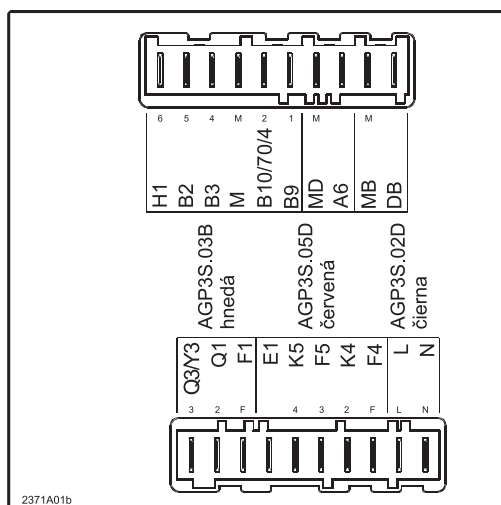 6 5 4 M 2 1 M M
H1 B2 B3 M B10/70/4 B9 MD A6 MB DB
AGP3S.03B
hnedá
AGP3S.05D
červená
AGP3S.02D
čierna
Q3/Y3 Q1 F1 E1 K5 F5 K4 F4 L N
3 2 F 4 3 2 F L N
2371A01b